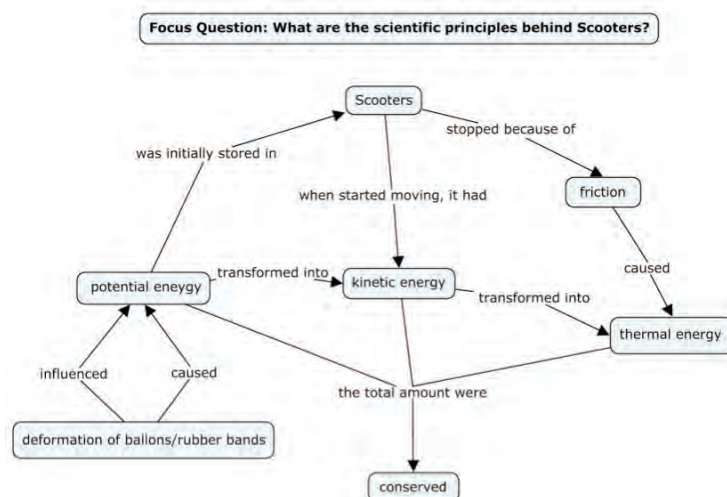 Focus Question: What are the scientific principles behind Scooters?
Scooters
stopped because of
was initially stored in
friction
when started moving, it had
caused
transformed into
potential eneygy
kinetic energy
transformed into
thermal energy
influenced
caused
the total amount were
deformation of ballons/rubber bands
conserved